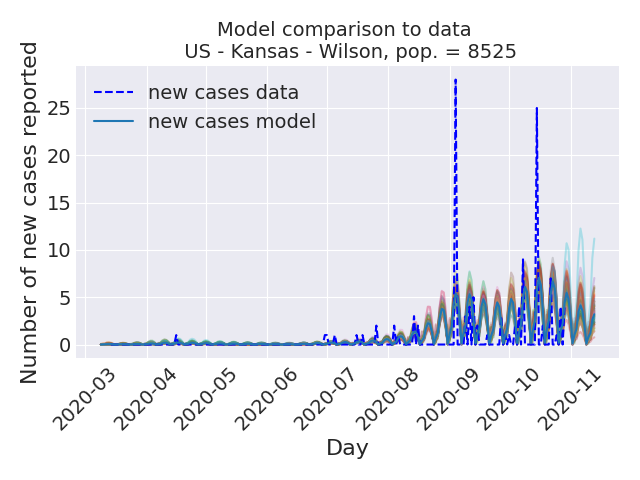 Model comparison to data
US - Kansas - Wilson, pop. = 8525
Number of new cases reported
new cases data
new cases model
25
20
15
10
5
0
2020-03
2020-04
2020-05
2020-06
2020-07
2020-08
2020-09
2020-10
2020-11
Day